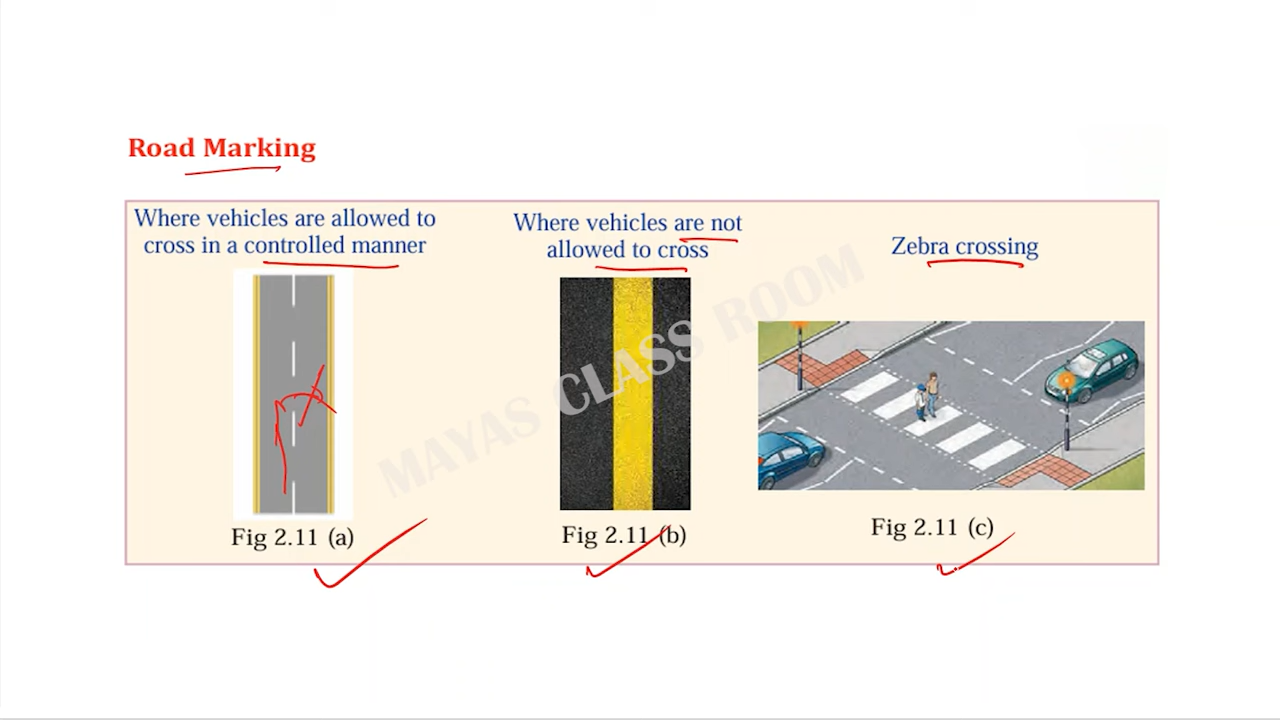 Road Marking
Where vehicles are allowed to
cross in a controlled manner
Where vehicles are not
allowed to cross
Zebra crossing
MAYAS CLASS ROOM
Fig 2.11 (a)
Fig 2.11 (b)
Fig 2.11 (c)